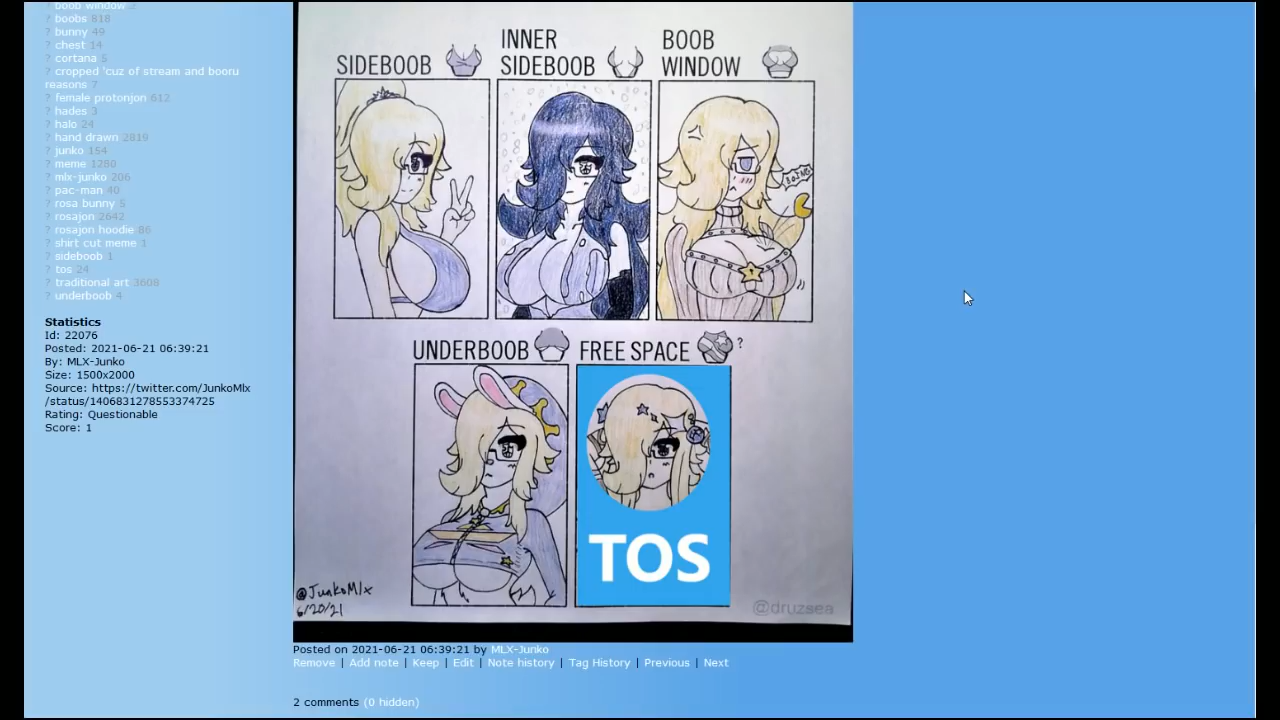 boob window 2
? boobs 818
? bunny 49
? chest 14
? cortana 5
? cropped 'cuz of stream and booru
reasons 7
? female protonjon 612
? hades 3
? halo 24
? hand drawn 2819
? junko 154
? meme 1280
? mlx-junko 206
? pac-man 40
? rosa bunny 5
? rosajon 2642
? rosajon hoodie 86
? shirt cut meme 1
? sideboob 1
? tos 24
? traditional art 3608
? underboob 4
Statistics
Id: 22076
Posted: 2021-06-21 06:39:21
By: MLX-Junko
Size: 1500x2000
Source: https://twitter.com/JunkoMlx
/status/1406831278553374725
Rating: Questionable
Score: 1
SIDEBOOB
INNER
SIDEBOOB
BOOB
WINDOW
BOING
UNDERBOOB
FREE SPACE ?
TOS
@JunkoMlx
6/20/21
@druzsea
Posted on 2021-06-21 06:39:21 by MLX-Junko
Remove | Add note | Keep | Edit | Note history | Tag History | Previous | Next
2 comments (0 hidden)